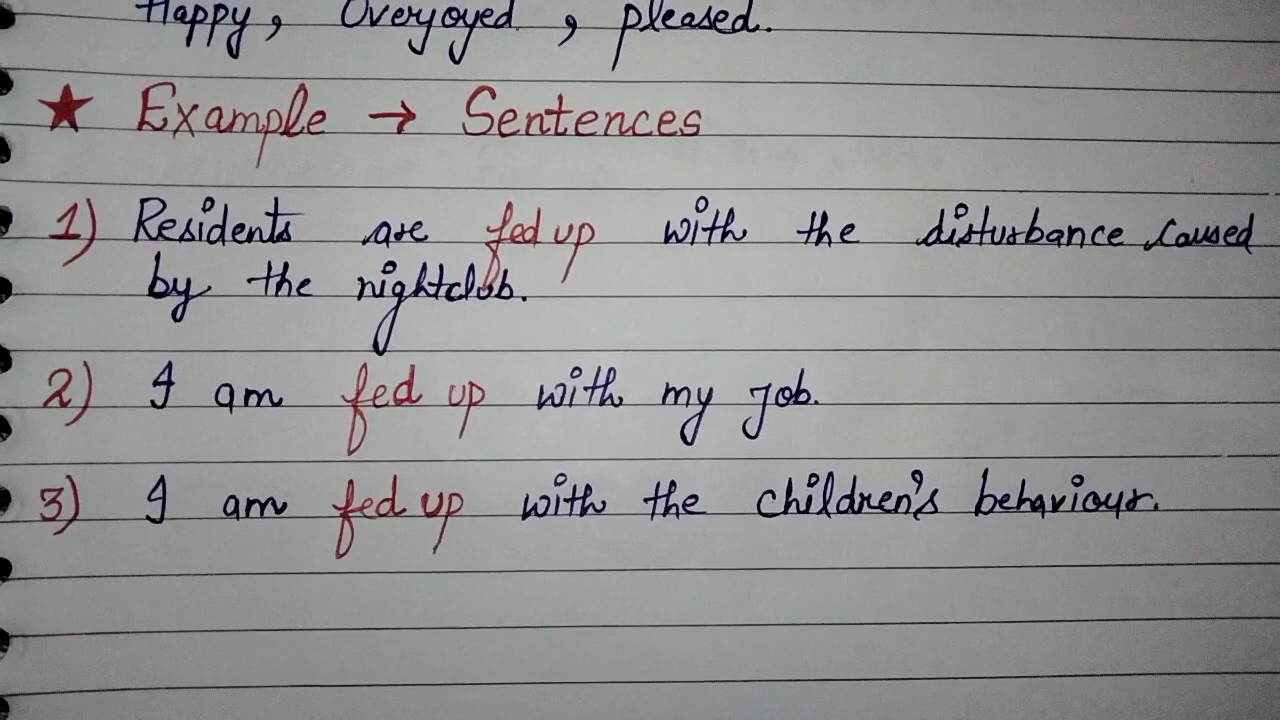 Happy, Overjoyed, pleased.
★ Example → Sentences
1) Residents are fed up with the disturbance caused
by the nightclub.
2) I am fed up with my job.
3) I am fed up with the children's behaviour.